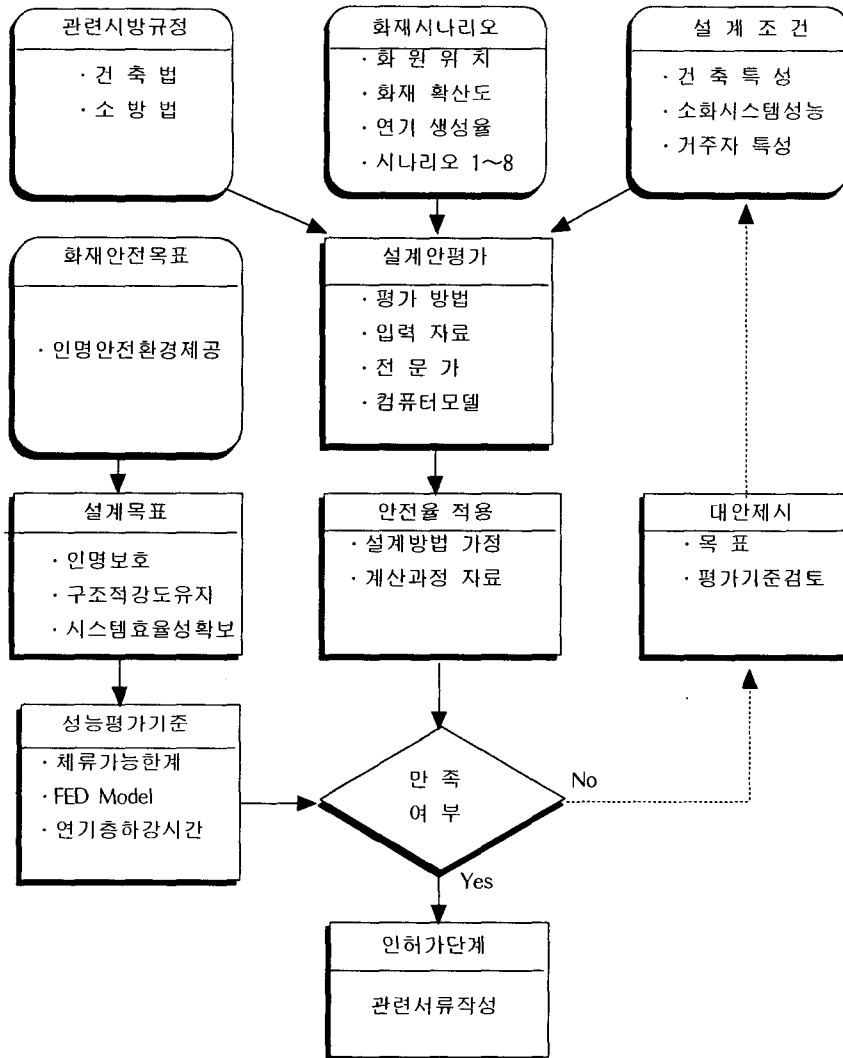 관련시방규정
· 건 축 법
· 소 방 법
화재시나리오
· 화 원 위 치
· 화재 확산도
· 연기 생성율
· 시나리오 1~8
설 계 조 건
· 건 축 특 성
· 소화시스템성능
· 거주자 특성
화재안전목표
· 인명안전환경제공
설계안평가
· 평가 방법
· 입력 자료
· 전 문 가
· 컴퓨터모델
설계목표
· 인명보호
· 구조적강도유지
· 시스템효율성확보
안전율 적용
· 설계방법 가정
· 계산과정 자료
대안제시
· 목 표
· 평가기준검토
성능평가기준
· 체류가능한계
· FED Model
· 연기층하강시간
만 족
여 부
No
Yes
인허가단계
관련서류작성